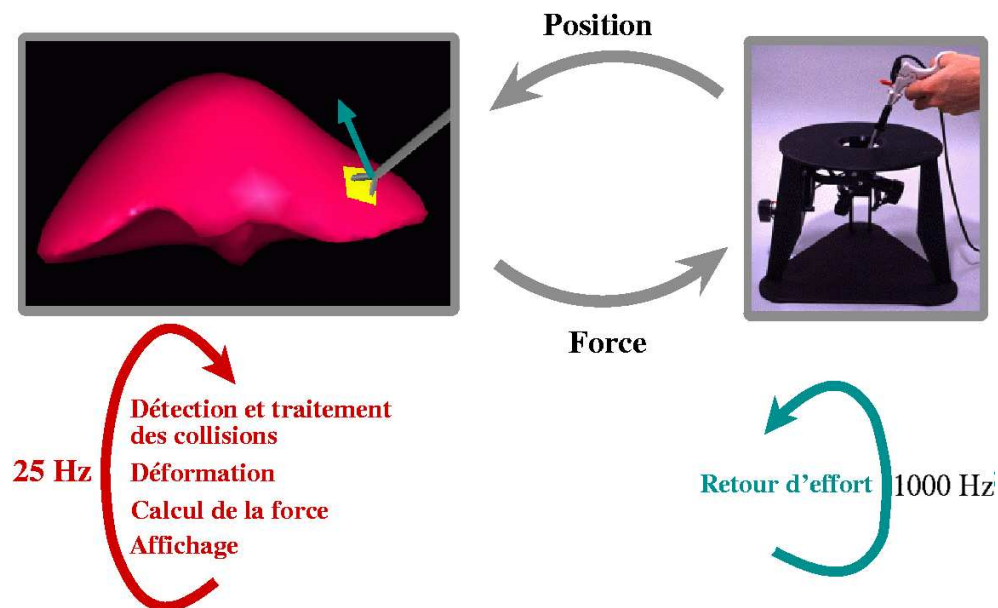 Position
Force
Détection et traitement
des collisions
25 Hz
Déformation
Calcul de la force
Affichage
Retour d'effort
1000 Hz